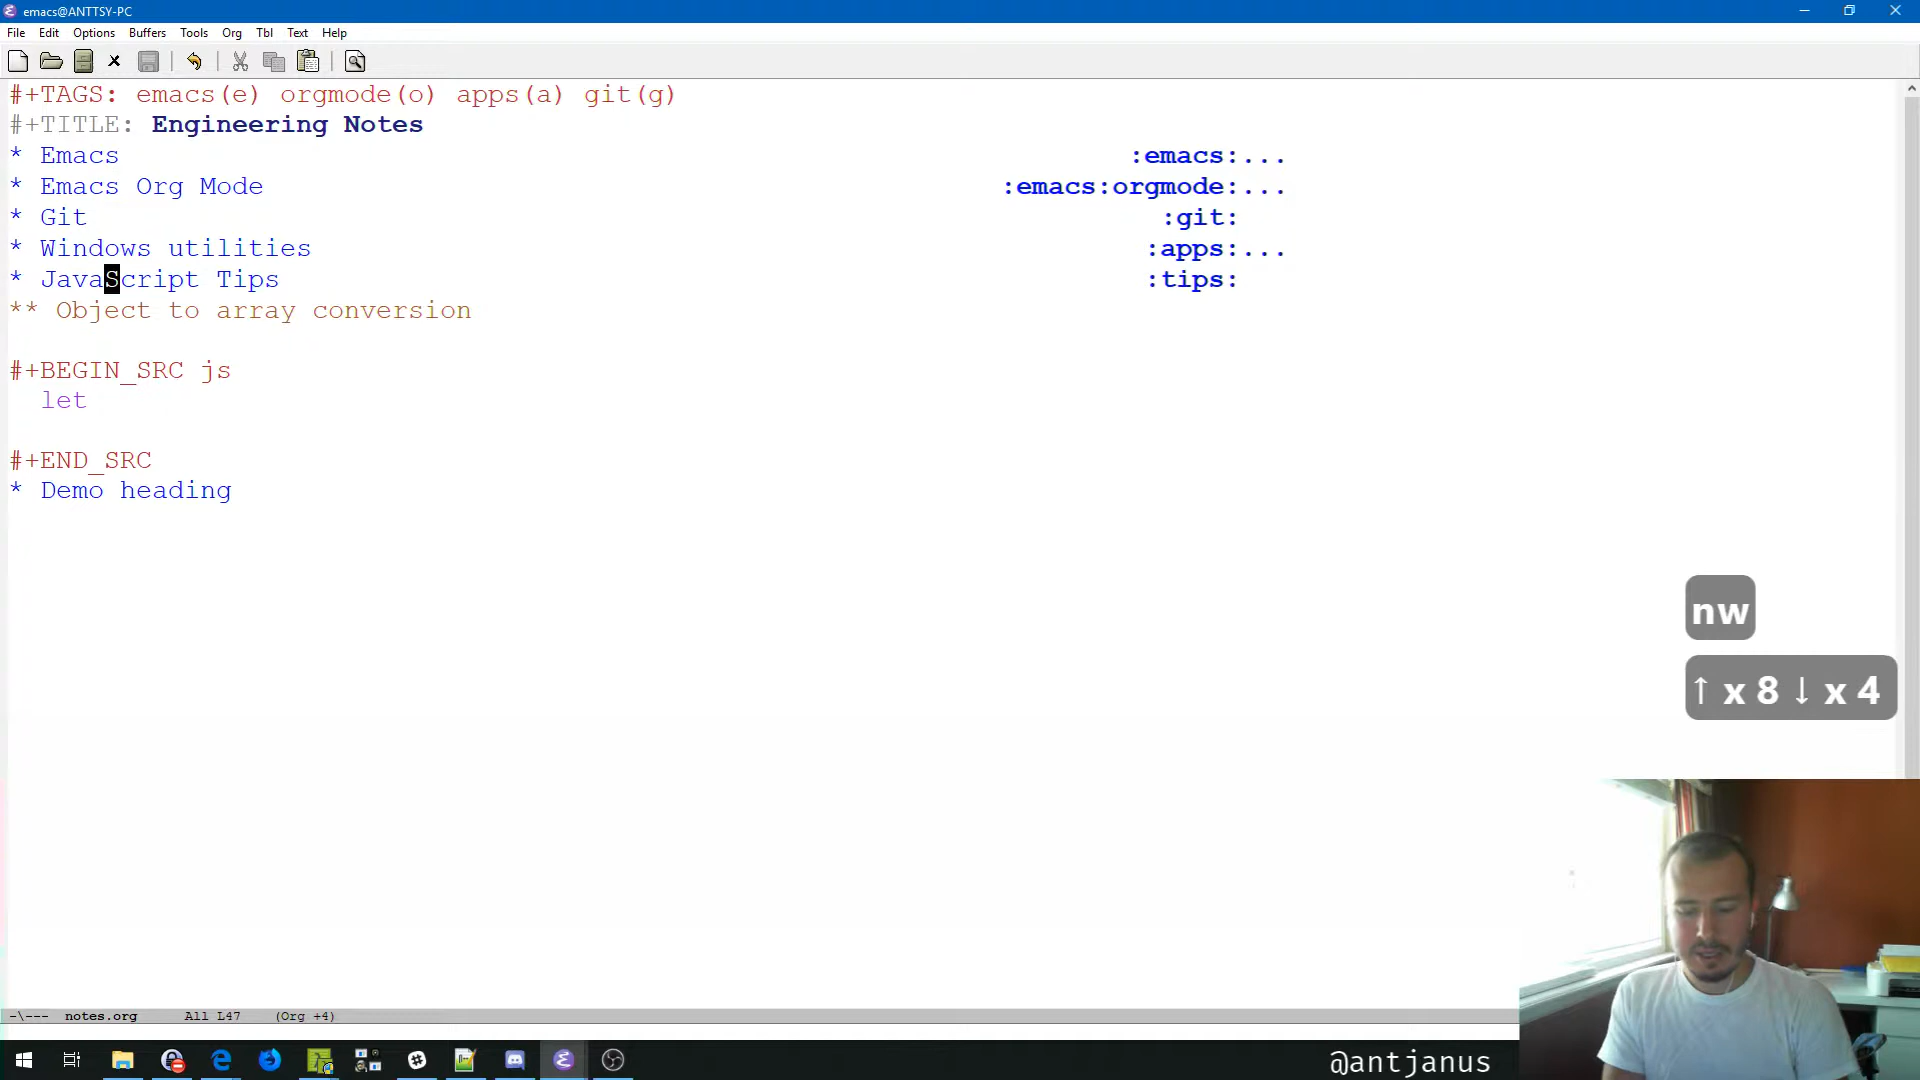 emacs@ANTTSY-PC
File Edit Options Buffers Tools Org Tbl Text Help
#+TAGS: emacs(e) orgmode(o) apps(a) git(g)
#+TITLE: Engineering Notes
* Emacs :emacs:...
* Emacs Org Mode :emacs:orgmode:...
* Git :git:
* Windows utilities :apps:...
* JavaScript Tips :tips:
** Object to array conversion
#+BEGIN_SRC js
let
#+END_SRC
* Demo heading
nw
↑ x 8 ↓ x 4
-\--- notes.org All L47 (Org +4)
@antjanus